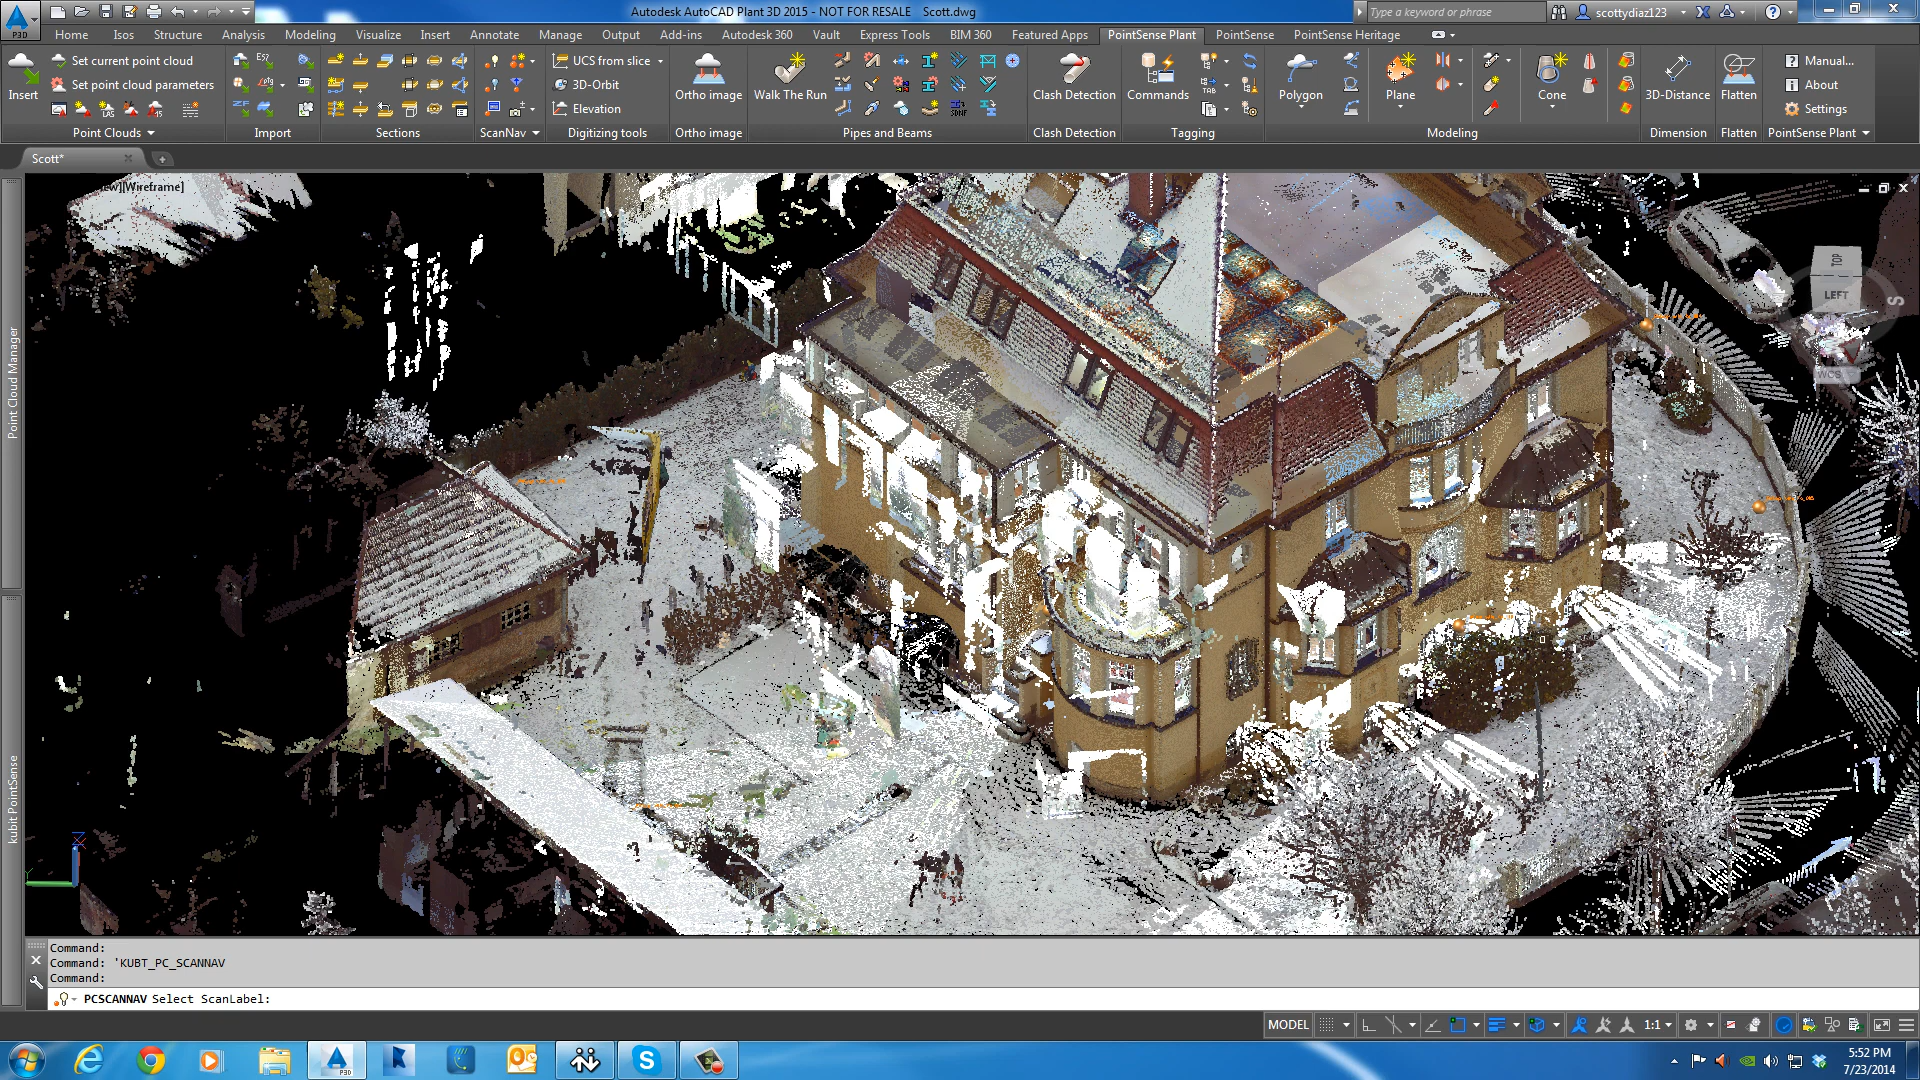 Autodesk AutoCAD Plant 3D 2015 - NOT FOR RESALE Scott.dwg
Type a keyword or phrase
scottydiaz123
P3D
Home Isos Structure Analysis Modeling Visualize Insert Annotate Manage Output Add-ins Autodesk 360 Vault Express Tools BIM 360 Featured Apps PointSense Plant PointSense PointSense Heritage
Insert
Set current point cloud
Set point cloud parameters
UCS from slice
3D-Orbit
Elevation
Ortho image
Walk The Run
Clash Detection
Commands
Polygon
Plane
Cone
3D-Distance
Flatten
Manual...
About
Settings
Point Clouds Import Sections ScanNav Digitizing tools Ortho image Pipes and Beams Clash Detection Tagging Modeling Dimension Flatten PointSense Plant
Scott*
][Wireframe]
TOP
LEFT
S
WCS
Point Cloud Manager
kubit PointSense
Z
Command:
Command: 'KUBT_PC_SCANNAV
Command:
PCSCANNAV Select ScanLabel:
MODEL
1:1
P3D
5:52 PM
7/23/2014